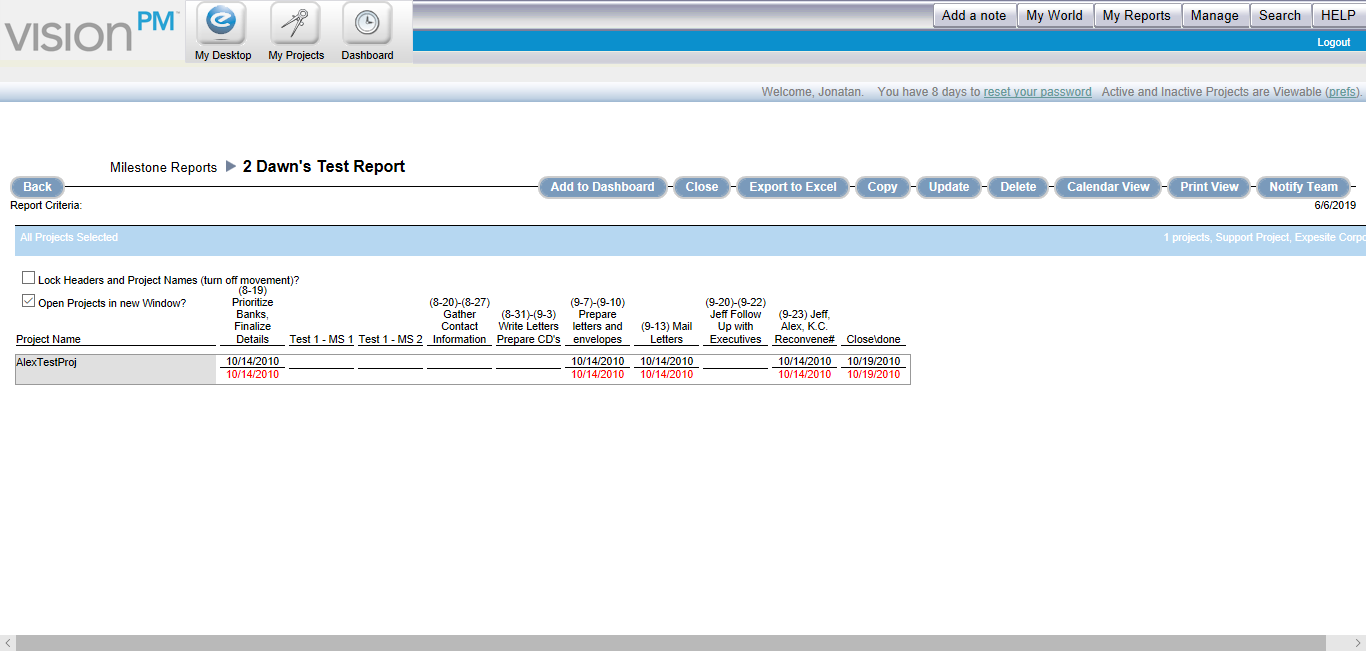 VISION PM™
My Desktop My Projects Dashboard
Add a note My World My Reports Manage Search HELP
Logout
Welcome, Jonatan. You have 8 days to reset your password Active and Inactive Projects are Viewable (prefs).
Milestone Reports ▶ 2 Dawn's Test Report
Back Add to Dashboard Close Export to Excel Copy Update Delete Calendar View Print View Notify Team
Report Criteria: 6/6/2019
All Projects Selected 1 projects, Support Project, Expesite Corpo
Lock Headers and Project Names (turn off movement)?
Open Projects in new Window?
Project Name
(8-19)
Prioritize
Banks,
Finalize
Details
Test 1 - MS 1
Test 1 - MS 2
(8-20)-(8-27)
Gather
Contact
Information
(8-31)-(9-3)
Write Letters
Prepare CD's
(9-7)-(9-10)
Prepare
letters and
envelopes
(9-13) Mail
Letters
(9-20)-(9-22)
Jeff Follow
Up with
Executives
(9-23) Jeff,
Alex, K.C.
Reconvene#
Close\done
AlexTestProj 10/14/2010 10/14/2010 10/14/2010 10/14/2010 10/19/2010
10/14/2010 10/14/2010 10/14/2010 10/14/2010 10/19/2010